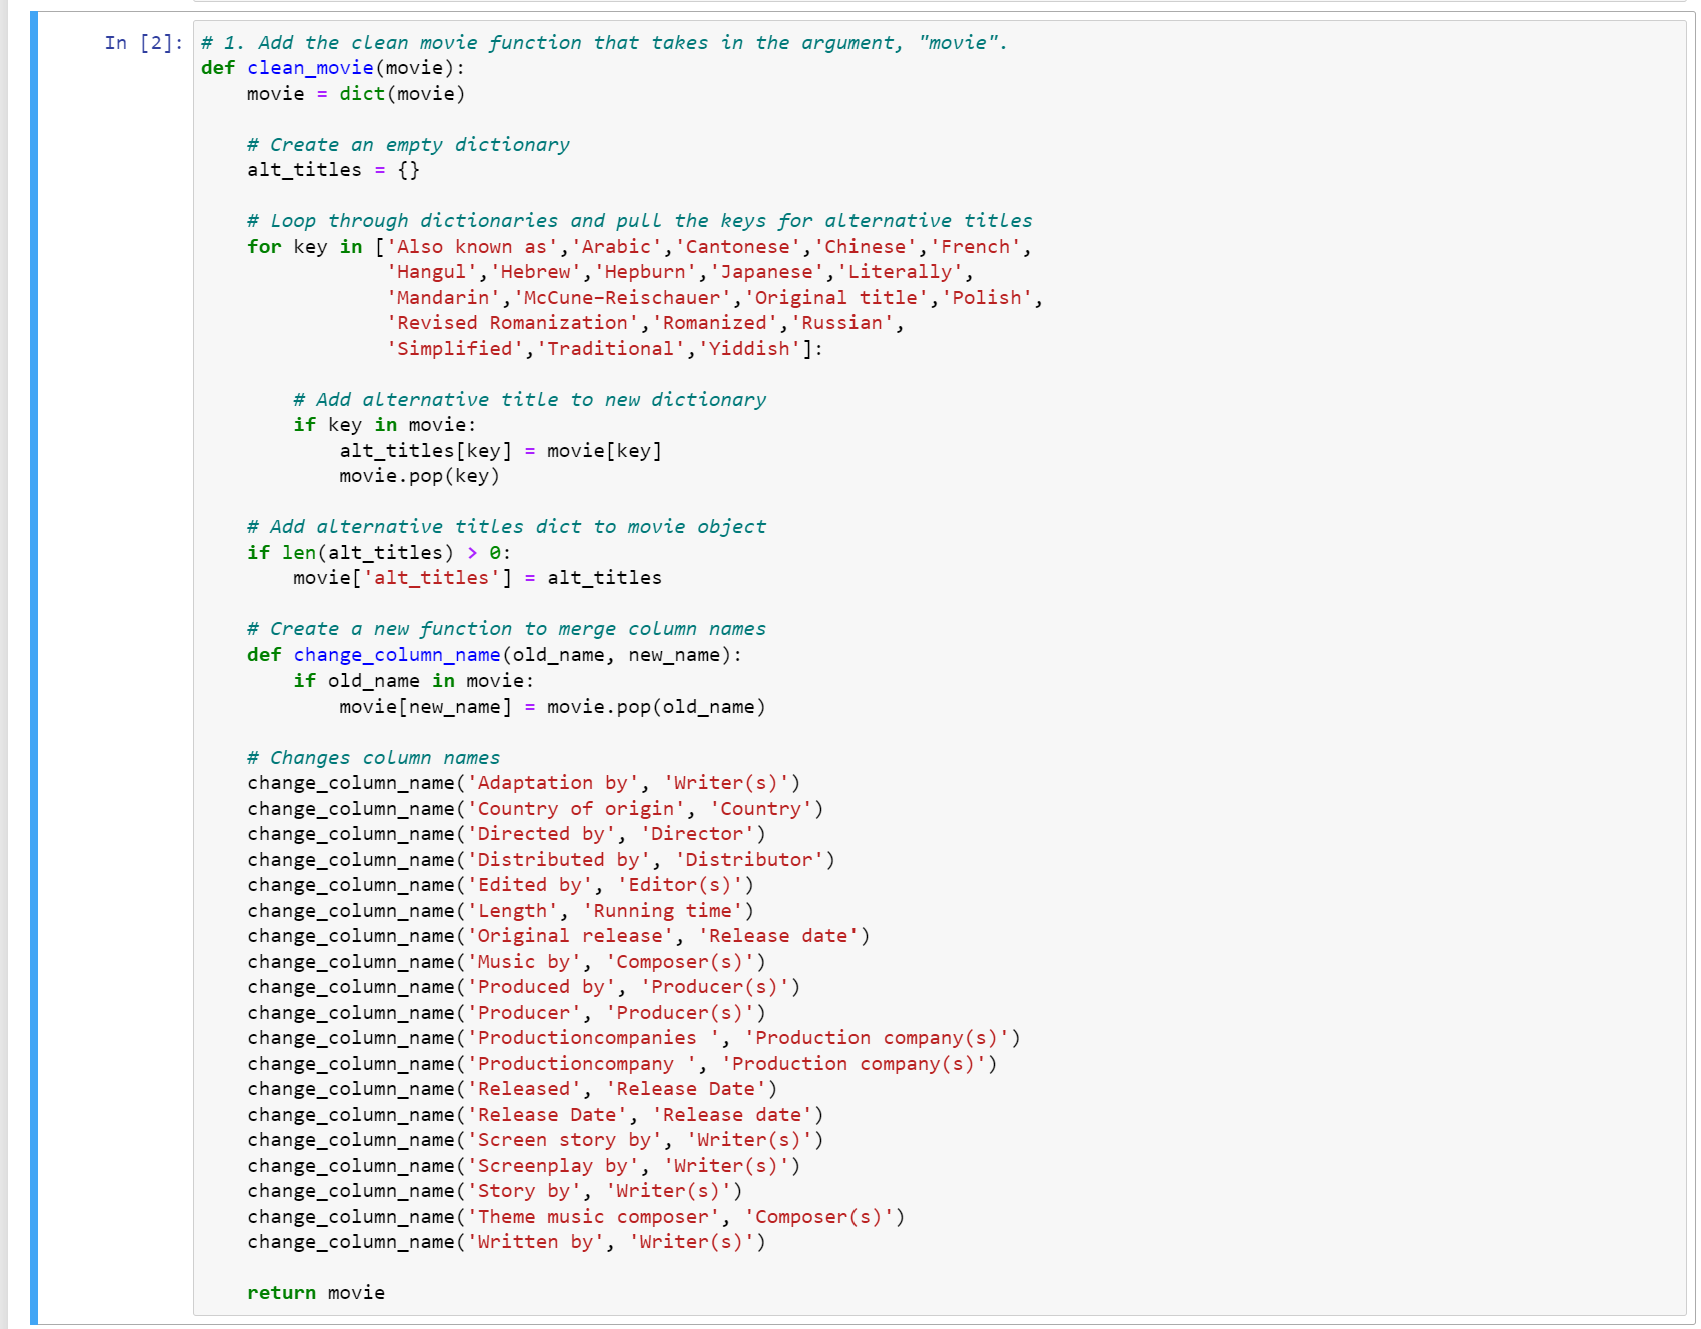 In [2]: # 1. Add the clean movie function that takes in the argument, "movie".
def clean_movie(movie):
    movie = dict(movie)

    # Create an empty dictionary
    alt_titles = {}

    # Loop through dictionaries and pull the keys for alternative titles
    for key in ['Also known as','Arabic','Cantonese','Chinese','French',
                'Hangul','Hebrew','Hepburn','Japanese','Literally',
                'Mandarin','McCune–Reischauer','Original title','Polish',
                'Revised Romanization','Romanized','Russian',
                'Simplified','Traditional','Yiddish']:

        # Add alternative title to new dictionary
        if key in movie:
            alt_titles[key] = movie[key]
            movie.pop(key)

    # Add alternative titles dict to movie object
    if len(alt_titles) > 0:
        movie['alt_titles'] = alt_titles

    # Create a new function to merge column names
    def change_column_name(old_name, new_name):
        if old_name in movie:
            movie[new_name] = movie.pop(old_name)

    # Changes column names
    change_column_name('Adaptation by', 'Writer(s)')
    change_column_name('Country of origin', 'Country')
    change_column_name('Directed by', 'Director')
    change_column_name('Distributed by', 'Distributor')
    change_column_name('Edited by', 'Editor(s)')
    change_column_name('Length', 'Running time')
    change_column_name('Original release', 'Release date')
    change_column_name('Music by', 'Composer(s)')
    change_column_name('Produced by', 'Producer(s)')
    change_column_name('Producer', 'Producer(s)')
    change_column_name('Productioncompanies ', 'Production company(s)')
    change_column_name('Productioncompany ', 'Production company(s)')
    change_column_name('Released', 'Release Date')
    change_column_name('Release Date', 'Release date')
    change_column_name('Screen story by', 'Writer(s)')
    change_column_name('Screenplay by', 'Writer(s)')
    change_column_name('Story by', 'Writer(s)')
    change_column_name('Theme music composer', 'Composer(s)')
    change_column_name('Written by', 'Writer(s)')

    return movie